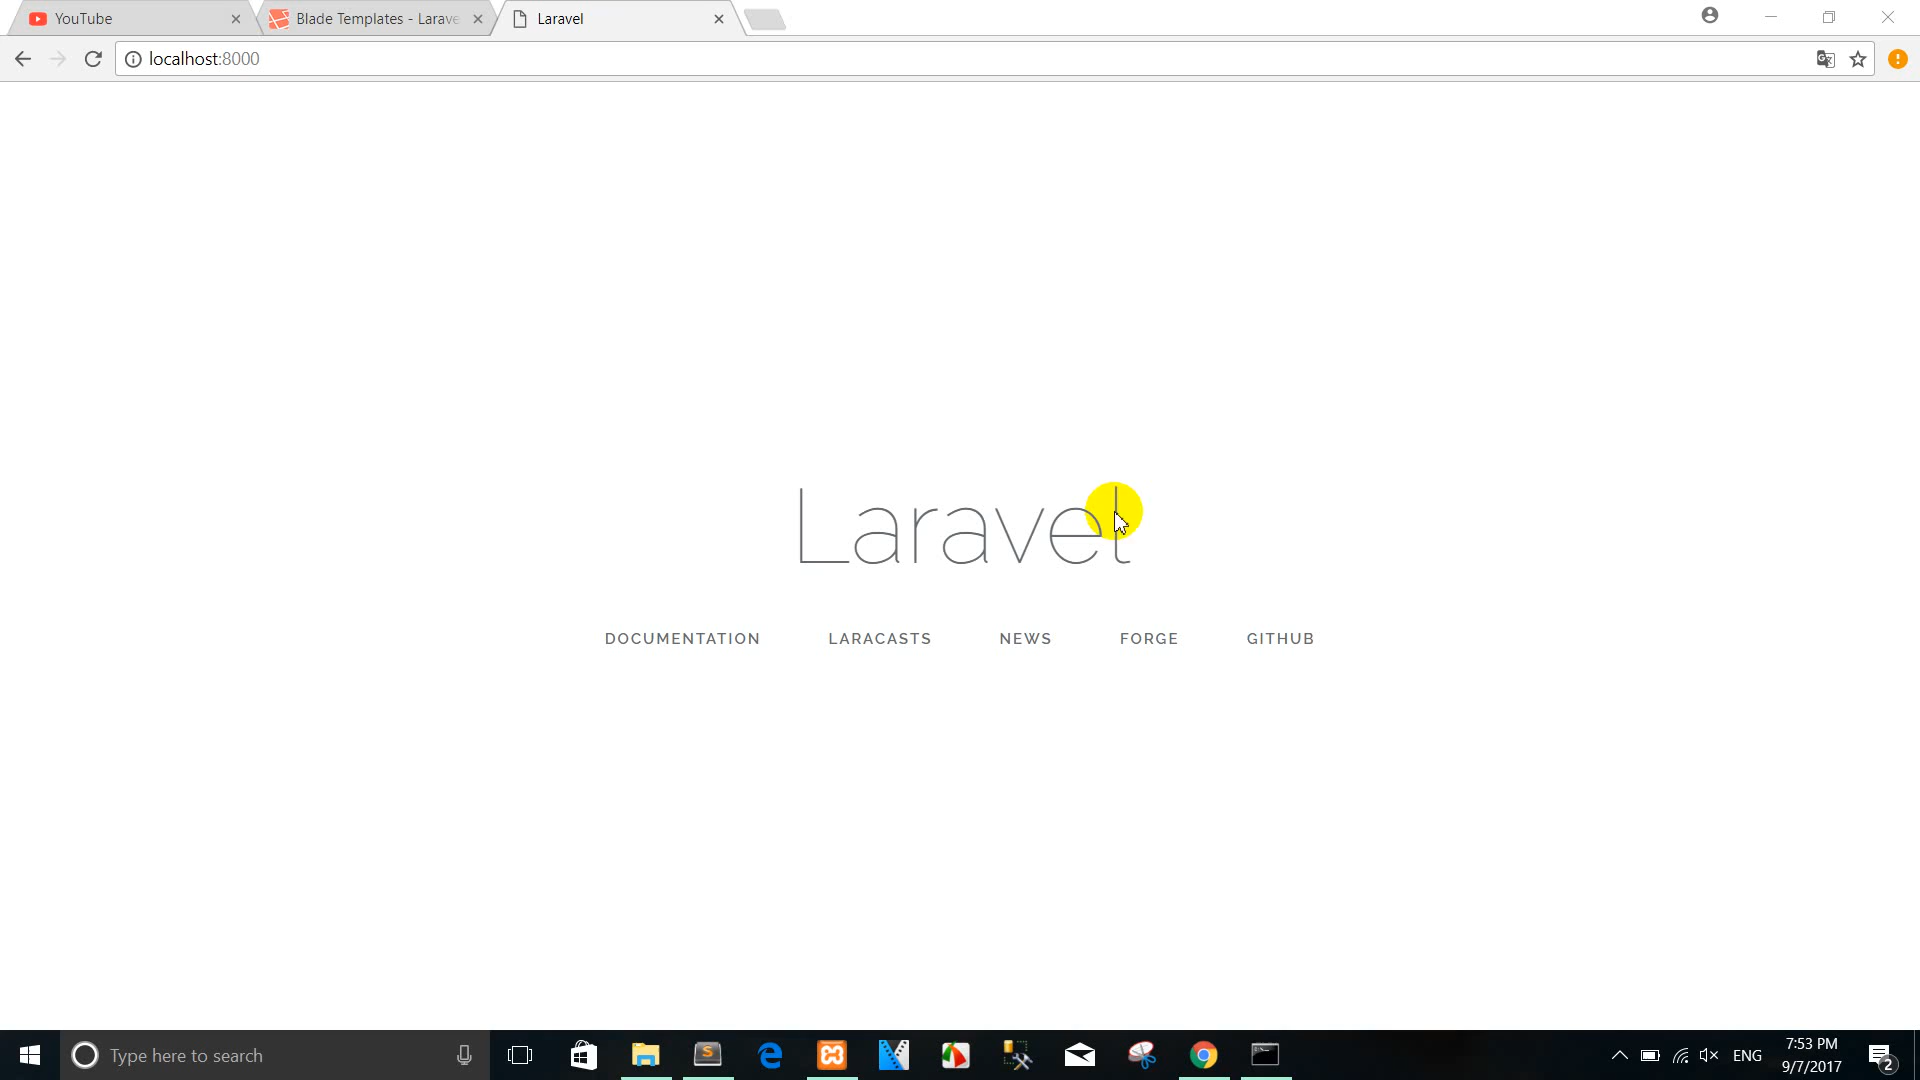 YouTube
Blade Templates - Larave
Laravel
localhost:8000
Laravel
DOCUMENTATION LARACASTS NEWS FORGE GITHUB
Type here to search
ENG
7:53 PM
9/7/2017
2